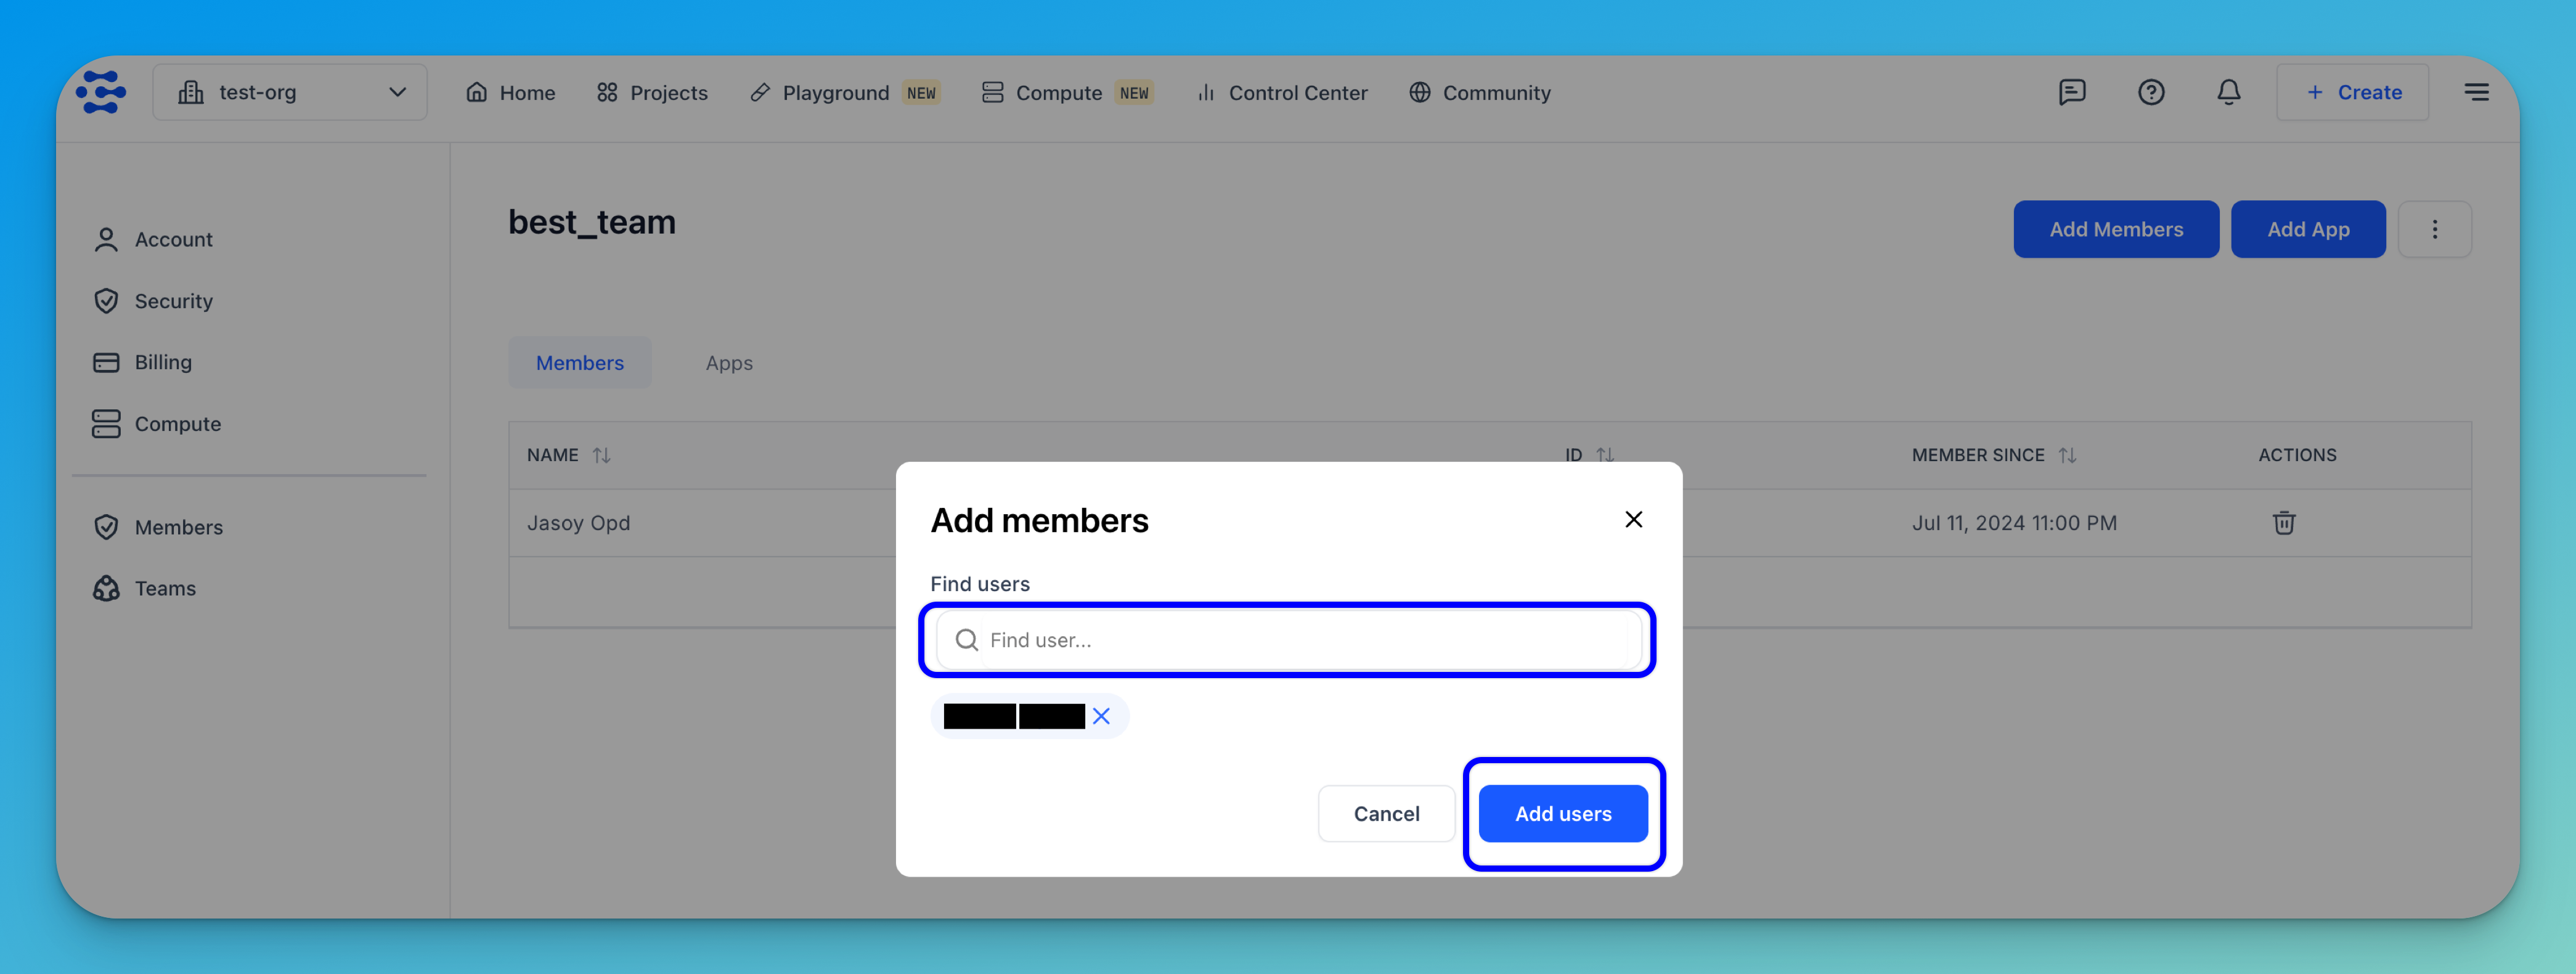 test-org Home Projects Playground NEW Compute NEW Control Center Community + Create
Account
Security
Billing
Compute
Members
Teams
best_team
Add Members Add App
Members Apps
NAME ID MEMBER SINCE ACTIONS
Jasoy Opd Jul 11, 2024 11:00 PM
Add members
Find users
Find user...
Cancel Add users